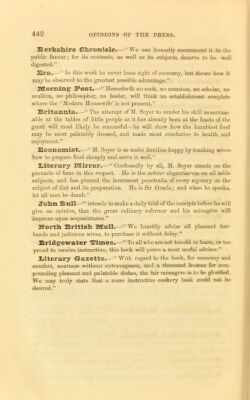 442 OPINIONS OF THE PRESS.
Berkshire Chronicle.—"We can honestly recommend it to the
public favour; for its contents, as well as its subjects, deserve to be well
digested."
Era.—"In this work he never loses sight of economy, but shows how it
may be observed to the greatest possible advantage."
Morning Post.—"Henceforth no cook, no countess, no scholar, no
scullion, no philosopher, no feeder, will think an establishment complete
where the 'Modern Housewife' is not present."
Britannia.—"The attempt of M. Soyer to render his skill as service-
able at the tables of little people as it has already been at the feasts of the
great will most likely be successful—he will show how the humblest food
may be most palatably dressed, and made most conducive to health and
enjoyment."
Economist.—"M. Soyer is to make families happy by teaching wives
how to prepare food cheaply and serve it well."
Literary Mirror.—"Confessedly by all, M. Soyer stands on the
pinnacle of fame in this respect. He is the arbiter elegantiarum on all table
subjects, and has pierced the innermost penetralia of every mystery on the
subject of diet and its preparation. He is Sir Oracle; and when he speaks,
let all men be dumb."
John Bull—"intends to make a daily trial of the receipts before he will
give an opinion, that the great culinary reformer and his ménagère will
improve upon acquaintance."
North British Mail.—"We heartily advise all pleasant hus-
bands and judicious wives, to purchase it without delay."
Bridgewater Times.—"To all who are not too old to learn, or too
proud to receive instruction, this book will prove a most useful adviser."
Literary Gazette.—"With regard to the book, for economy and
comfort, neatness without extravagance, and a thousand lessons for com-
pounding pleasant and palatable dishes, the fair menagere is to be glorified.
We may truly state that a more instructive cookery book could not be
desired."